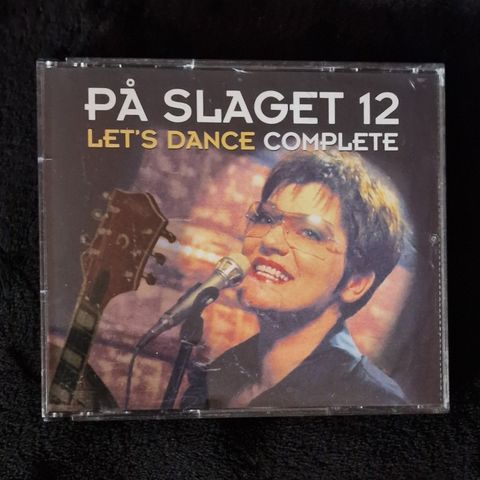 PÅ SLAGET 12
LET'S DANCE COMPLETE